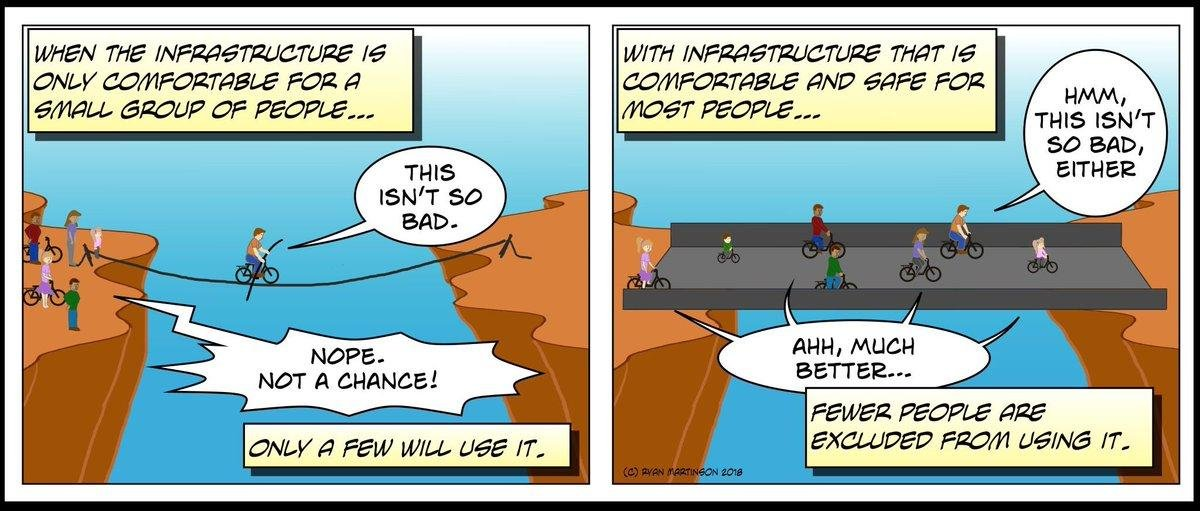 WHEN THE INFRASTRUCTURE IS
ONLY COMFORTABLE FOR A
SMALL GROUP OF PEOPLE...
THIS
ISN'T SO
BAD.
NOPE.
NOT A CHANCE!
ONLY A FEW WILL USE IT.
WITH INFRASTRUCTURE THAT IS
COMFORTABLE AND SAFE FOR
MOST PEOPLE...
HMM,
THIS ISN'T
SO BAD,
EITHER
AHH, MUCH
BETTER...
FEWER PEOPLE ARE
EXCLUDED FROM USING IT.
(C) RYAN MARTINSON 2018